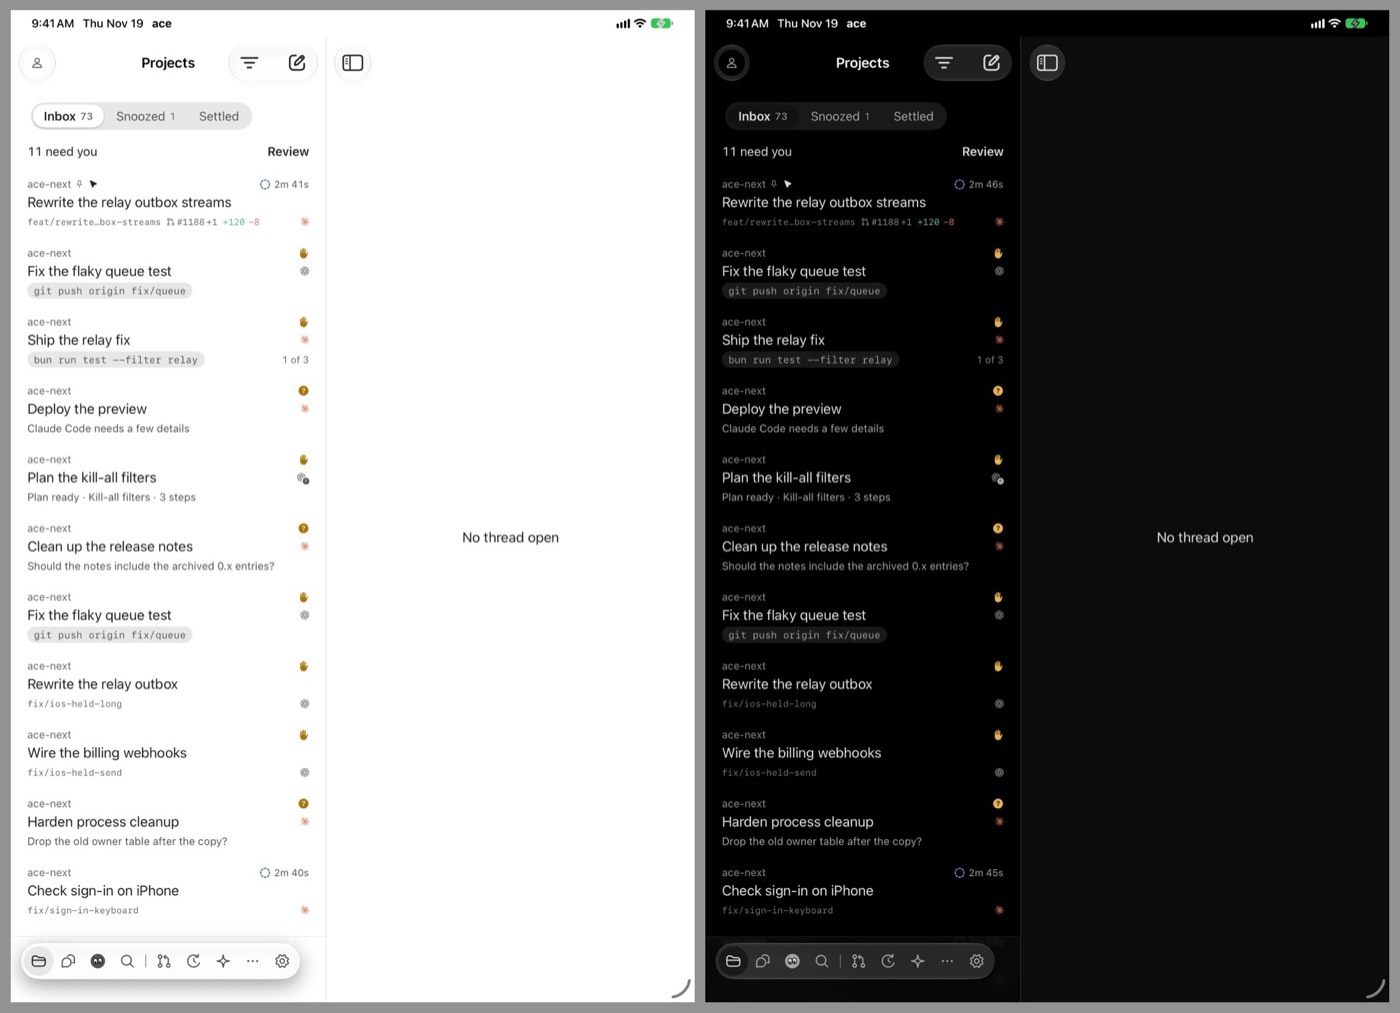 9:41 AM Thu Nov 19 ace
Projects
Inbox 73 Snoozed 1 Settled
11 need you Review
ace-next 2m 41s
Rewrite the relay outbox streams
feat/rewrite…box-streams #1188 +1 +120 −8
ace-next
Fix the flaky queue test
git push origin fix/queue
ace-next
Ship the relay fix
bun run test --filter relay 1 of 3
ace-next
Deploy the preview
Claude Code needs a few details
ace-next
Plan the kill-all filters
Plan ready · Kill-all filters · 3 steps
ace-next
Clean up the release notes
Should the notes include the archived 0.x entries?
ace-next
Fix the flaky queue test
git push origin fix/queue
ace-next
Rewrite the relay outbox
fix/ios-held-long
ace-next
Wire the billing webhooks
fix/ios-held-send
ace-next
Harden process cleanup
Drop the old owner table after the copy?
ace-next 2m 40s
Check sign-in on iPhone
fix/sign-in-keyboard
No thread open
9:41 AM Thu Nov 19 ace
Projects
Inbox 73 Snoozed 1 Settled
11 need you Review
ace-next 2m 46s
Rewrite the relay outbox streams
feat/rewrite…box-streams #1188 +1 +120 −8
ace-next
Fix the flaky queue test
git push origin fix/queue
ace-next
Ship the relay fix
bun run test --filter relay 1 of 3
ace-next
Deploy the preview
Claude Code needs a few details
ace-next
Plan the kill-all filters
Plan ready · Kill-all filters · 3 steps
ace-next
Clean up the release notes
Should the notes include the archived 0.x entries?
ace-next
Fix the flaky queue test
git push origin fix/queue
ace-next
Rewrite the relay outbox
fix/ios-held-long
ace-next
Wire the billing webhooks
fix/ios-held-send
ace-next
Harden process cleanup
Drop the old owner table after the copy?
ace-next 2m 45s
Check sign-in on iPhone
fix/sign-in-keyboard
No thread open